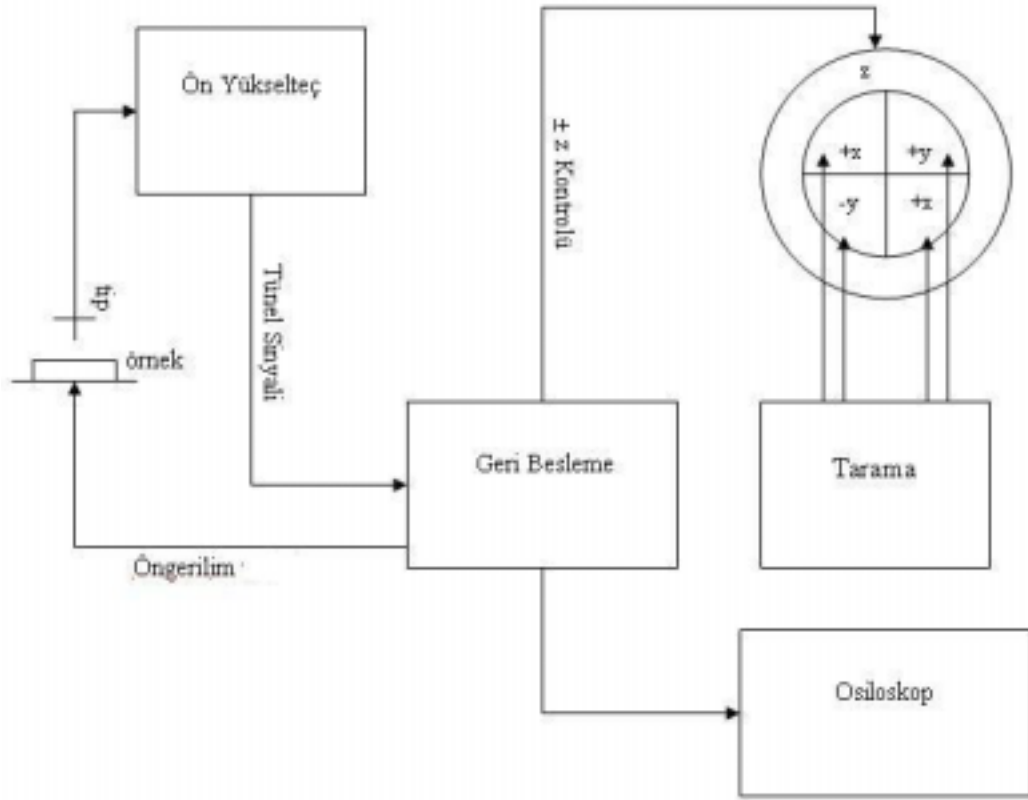 Ön Yükselteç
z
± z Kontrolü
+x +y
-y +z
tip
Tünel Sinyali
örnek
Geri Besleme
Tarama
Öngerilim
Osiloskop